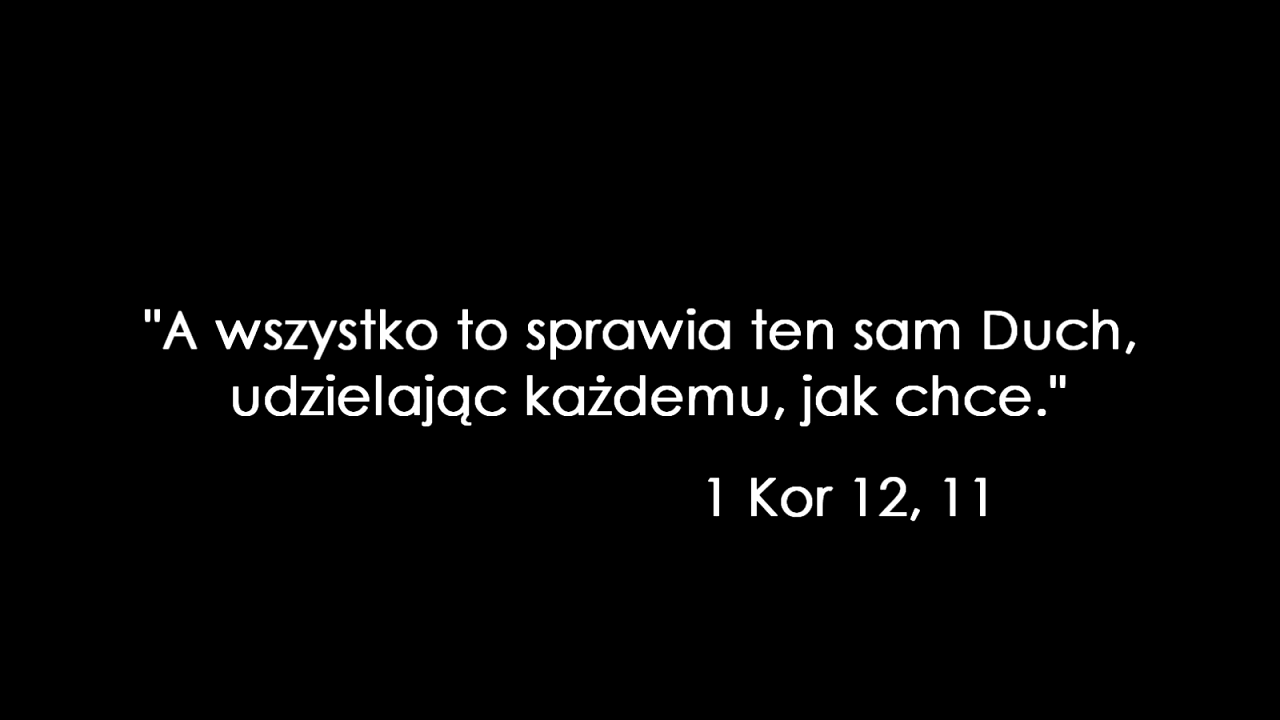 "A wszystko to sprawia ten sam Duch,
udzielając każdemu, jak chce."
1 Kor 12, 11